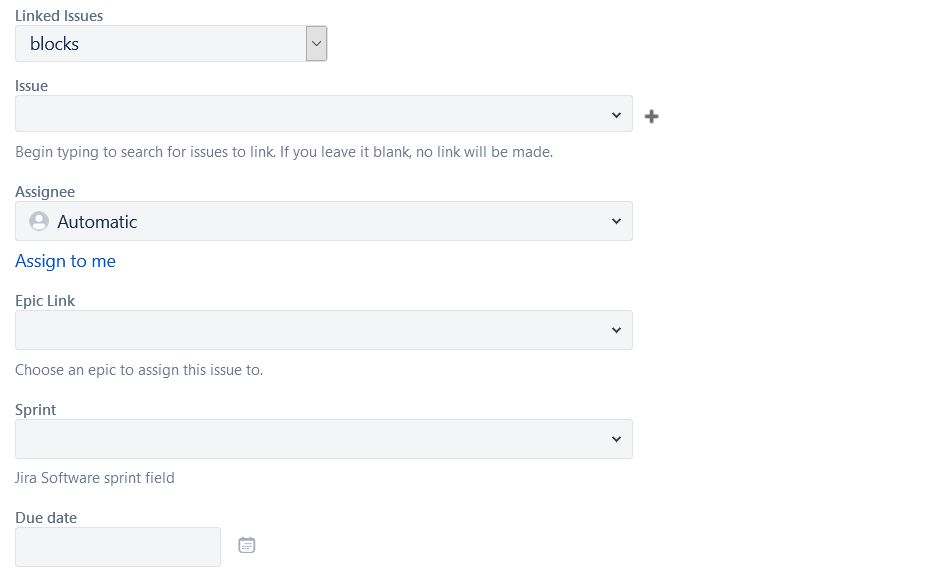 Linked Issues
blocks
Issue
Begin typing to search for issues to link. If you leave it blank, no link will be made.
Assignee
Automatic
Assign to me
Epic Link
Choose an epic to assign this issue to.
Sprint
Jira Software sprint field
Due date